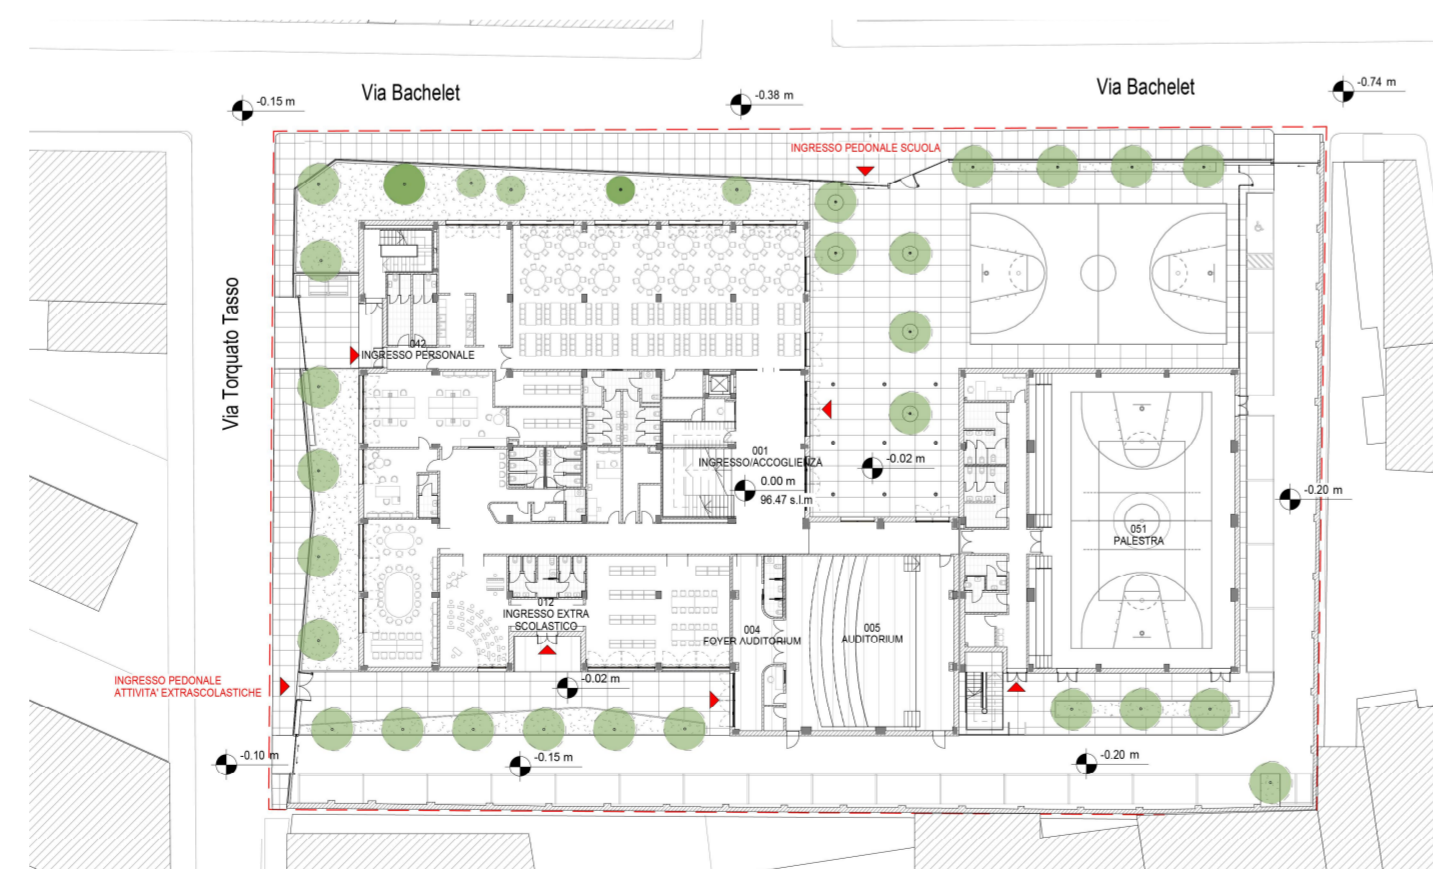 Via Bachelet
Via Bachelet
-0.15 m
-0.38 m
-0.74 m
INGRESSO PEDONALE SCUOLA
Via Torquato Tasso
042
INGRESSO PERSONALE
001
INGRESSO/ACCOGLIENZA
0.00 m
96.47 s.l.m
-0.02 m
-0.20 m
051
PALESTRA
012
INGRESSO EXTRA
SCOLASTICO
004
FOYER AUDITORIUM
005
AUDITORIUM
INGRESSO PEDONALE
ATTIVITA' EXTRASCOLASTICHE
-0.02 m
-0.10 m
-0.15 m
-0.20 m